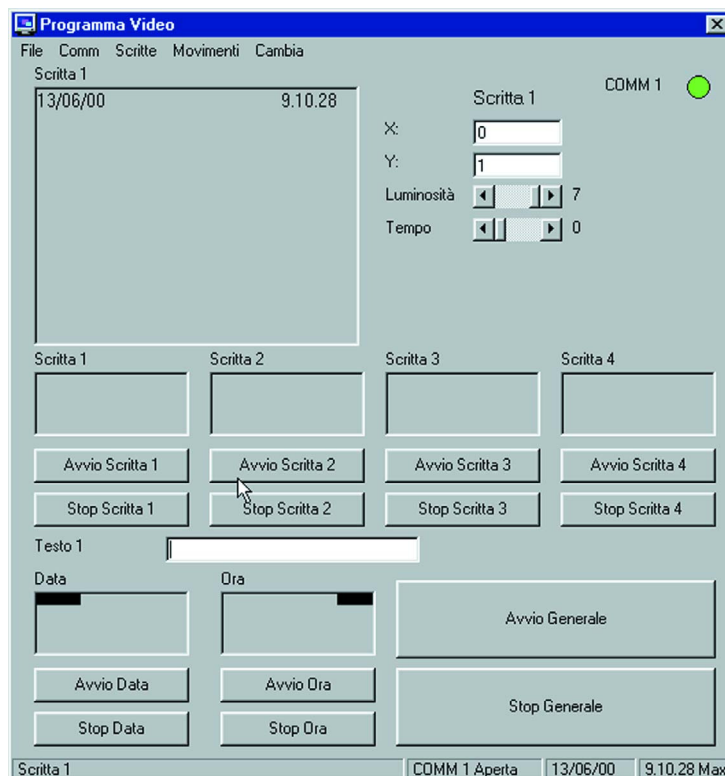 Programma Video
File Comm Scritte Movimenti Cambia
Scritta 1
13/06/00 9.10.28
Scritta 1
COMM 1
X: 0
Y: 1
Luminosità 7
Tempo 0
Scritta 1 Scritta 2 Scritta 3 Scritta 4
Avvio Scritta 1 Avvio Scritta 2 Avvio Scritta 3 Avvio Scritta 4
Stop Scritta 1 Stop Scritta 2 Stop Scritta 3 Stop Scritta 4
Testo 1
Data Ora
Avvio Generale
Avvio Data Avvio Ora
Stop Generale
Stop Data Stop Ora
Scritta 1 COMM 1 Aperta 13/06/00 9.10.28 Max